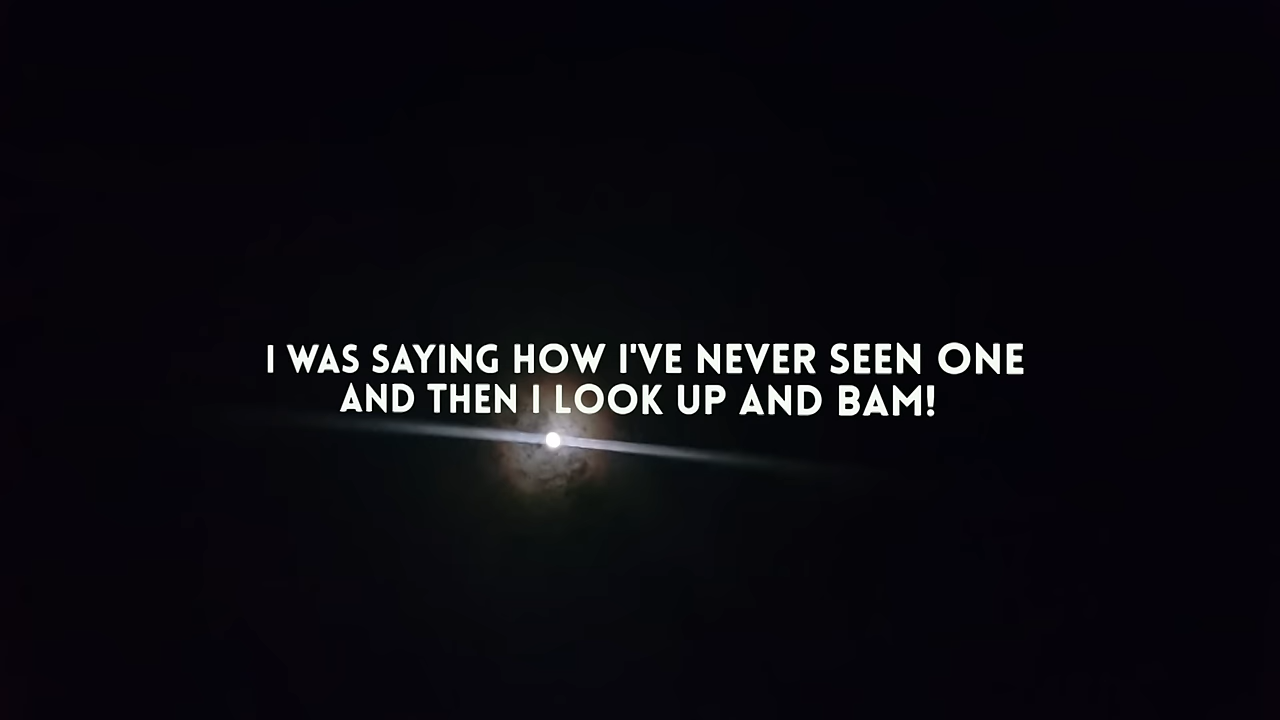 I WAS SAYING HOW I'VE NEVER SEEN ONE
AND THEN I LOOK UP AND BAM!